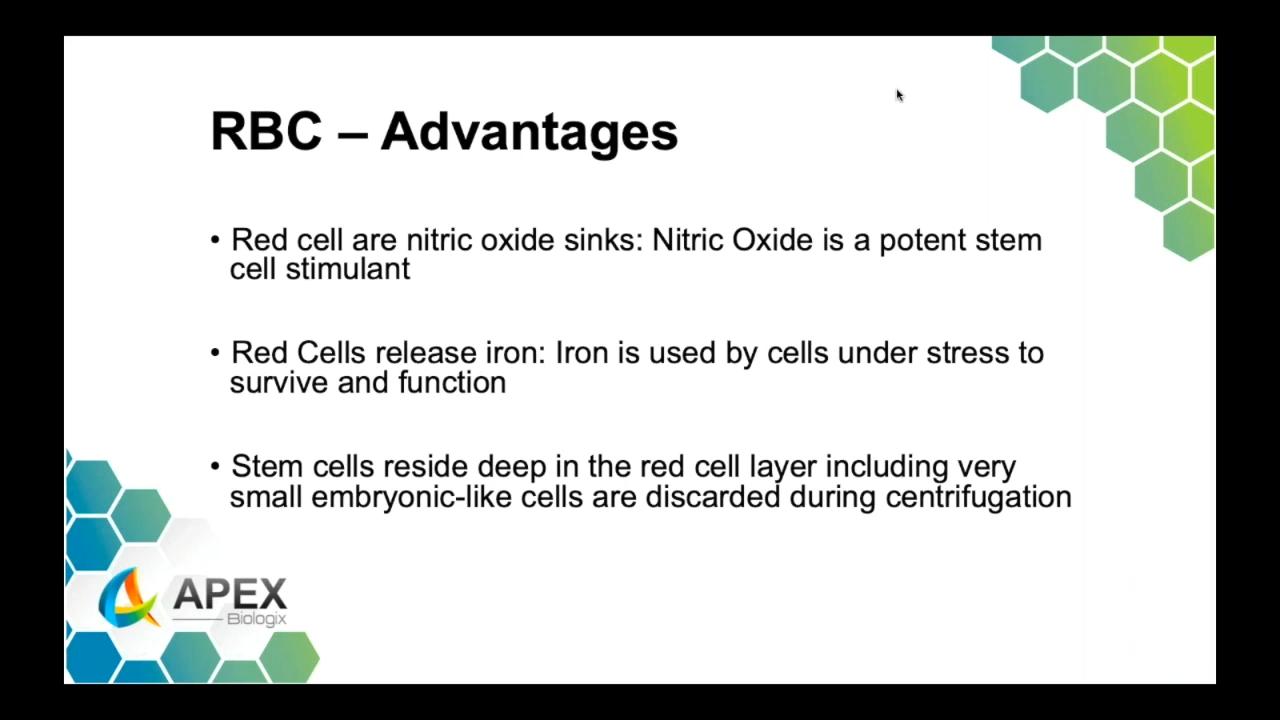 RBC – Advantages
• Red cell are nitric oxide sinks: Nitric Oxide is a potent stem
cell stimulant
• Red Cells release iron: Iron is used by cells under stress to
survive and function
• Stem cells reside deep in the red cell layer including very
small embryonic-like cells are discarded during centrifugation
APEX
Biologix